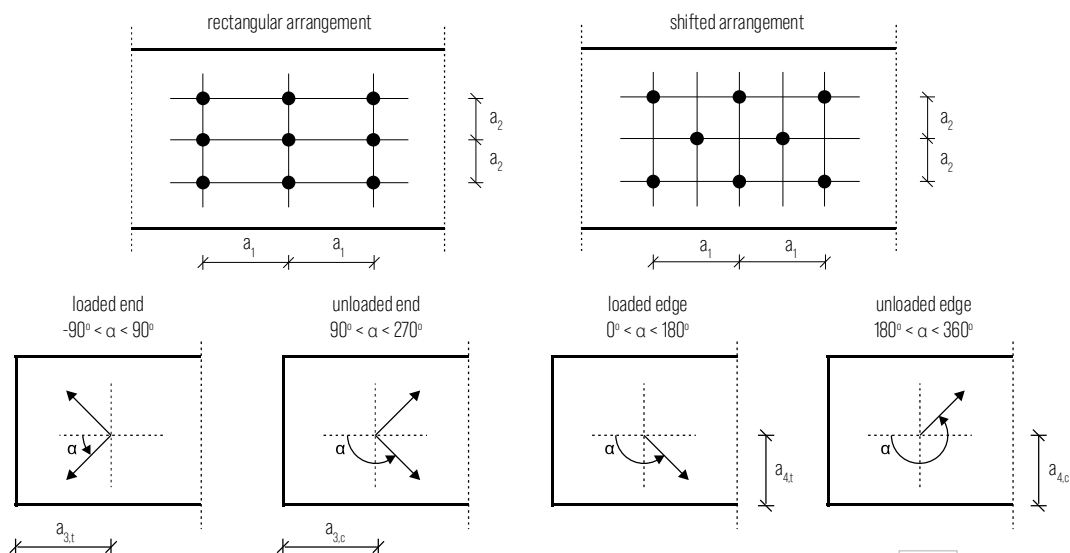 rectangular arrangement
shifted arrangement
a2
a2
a2
a2
a1
a1
a1
a1
loaded end
-90° < α < 90°
unloaded end
90° < α < 270°
loaded edge
0° < α < 180°
unloaded edge
180° < α < 360°
α
α
α
α
a4,t
a4,c
a3,t
a3,c